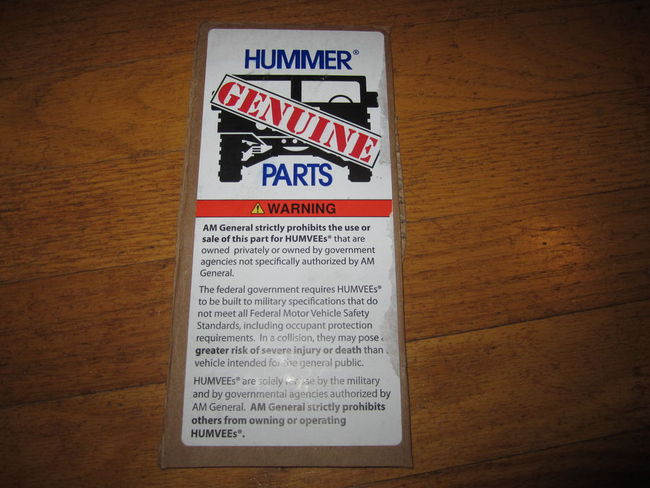 HUMMER®
GENUINE
PARTS
WARNING
AM General strictly prohibits the use or
sale of this part for HUMVEEs® that are
owned privately or owned by government
agencies not specifically authorized by AM
General.
The federal government requires HUMVEEs®
to be built to military specifications that do
not meet all Federal Motor Vehicle Safety
Standards, including occupant protection
requirements. In a collision, they may pose a
greater risk of severe injury or death than a
vehicle intended for the general public.
HUMVEEs® are solely for use by the military
and by governmental agencies authorized by
AM General. AM General strictly prohibits
others from owning or operating
HUMVEEs®.